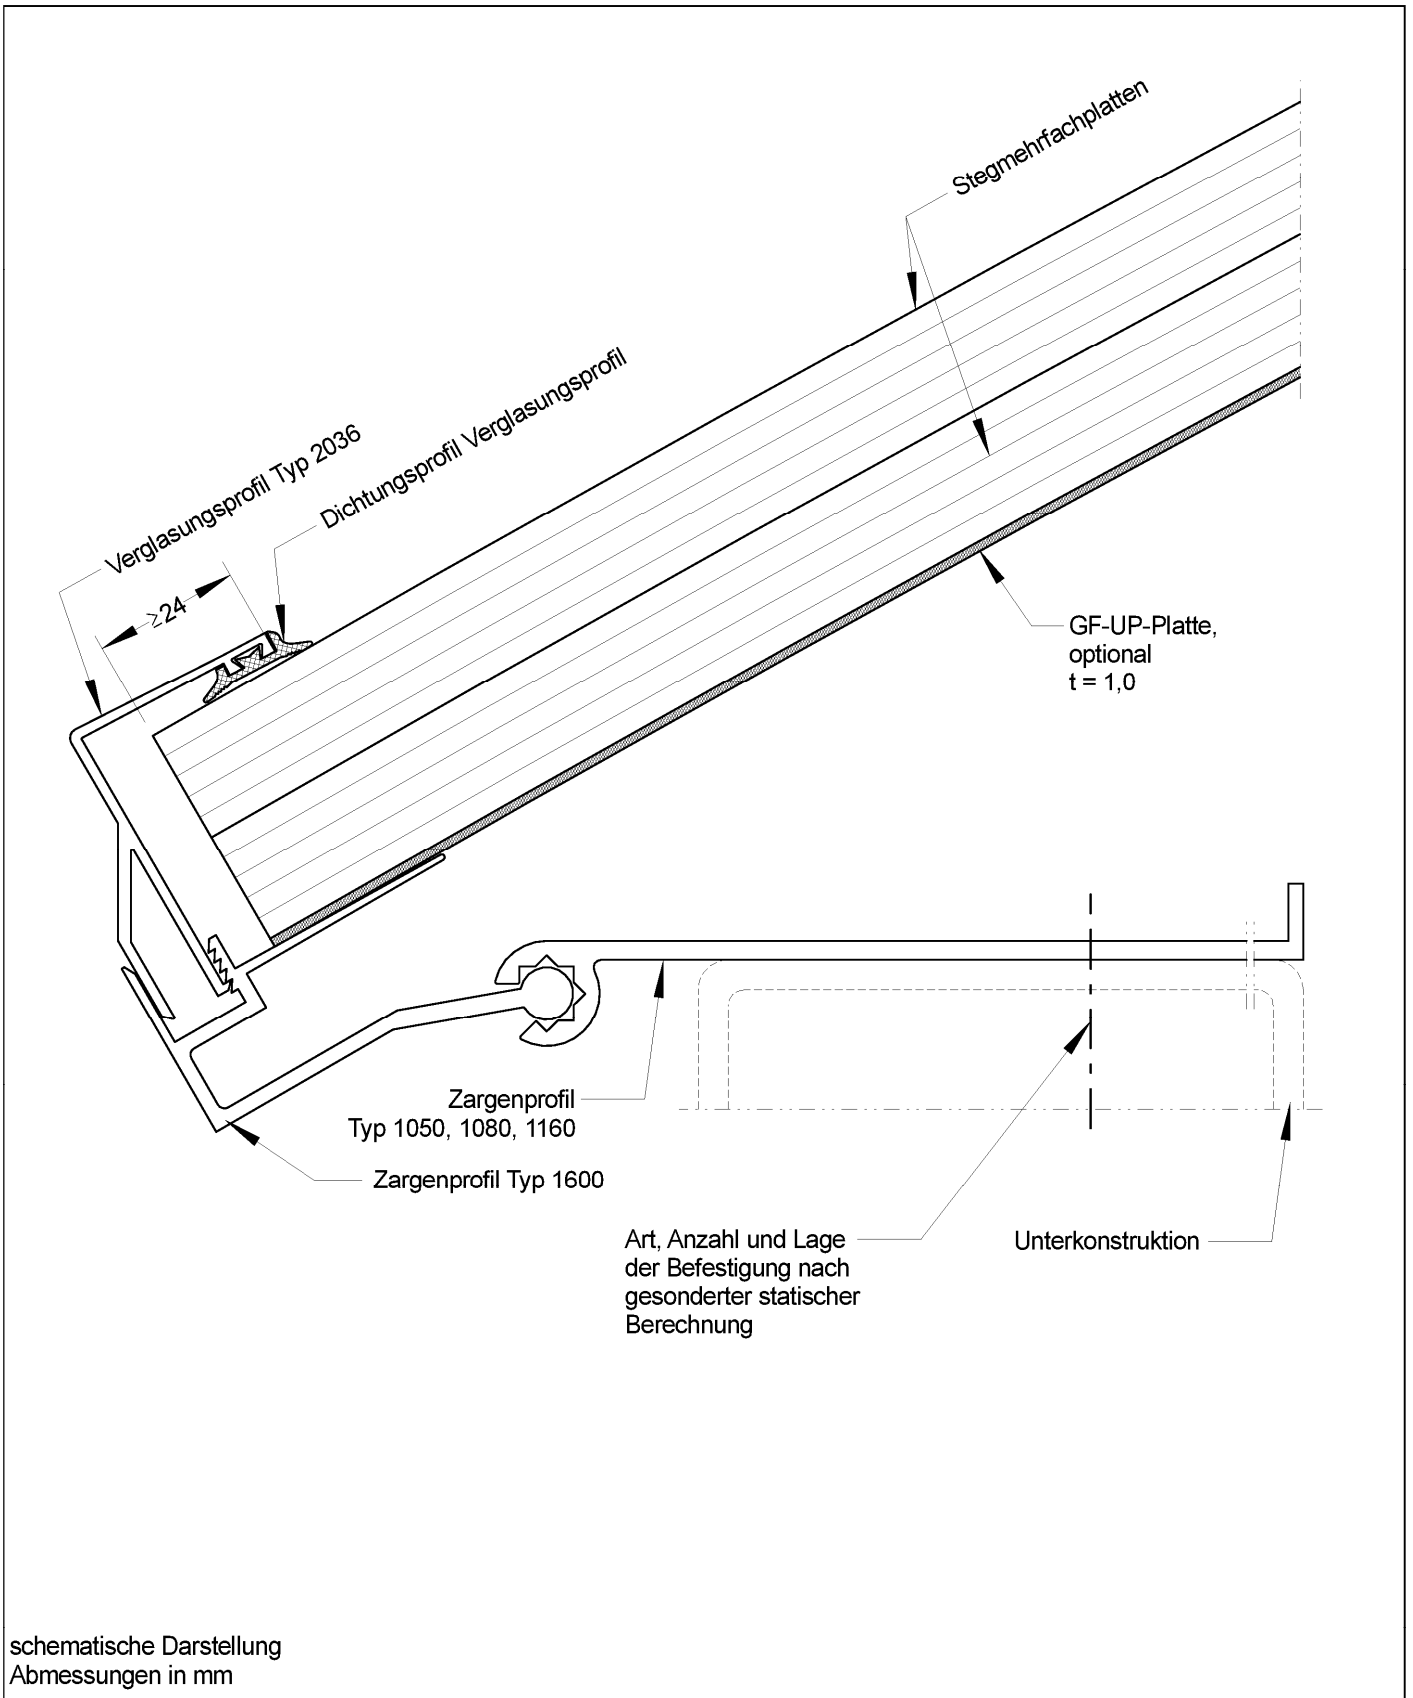 Stegmehrfachplatten
Dichtungsprofil Verglasungsprofil
Verglasungsprofil Typ 2036
≥24
GF-UP-Platte,
optional
t = 1,0
Zargenprofil
Typ 1050, 1080, 1160
Zargenprofil Typ 1600
Art, Anzahl und Lage
der Befestigung nach
gesonderter statischer
Berechnung
Unterkonstruktion
schematische Darstellung
Abmessungen in mm